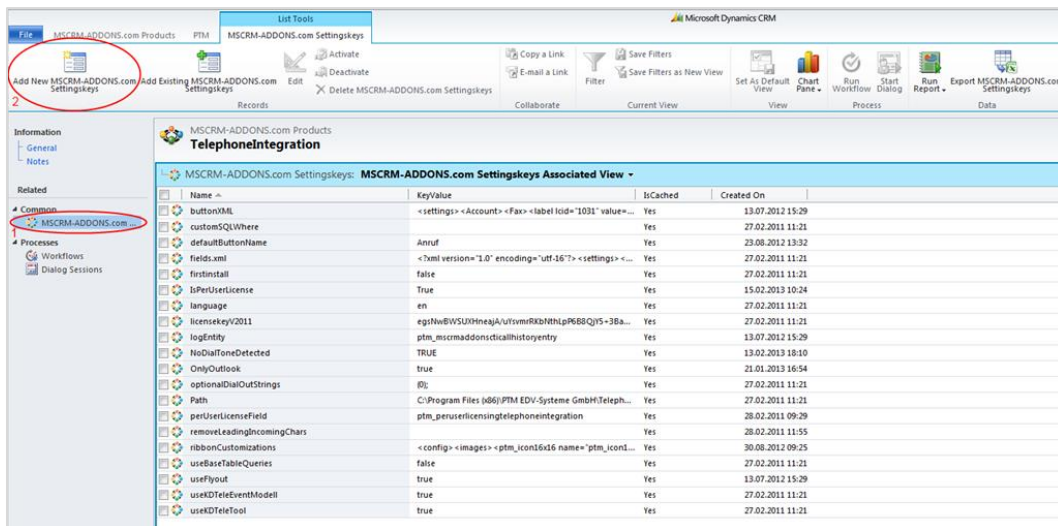 List Tools
Microsoft Dynamics CRM
File MSCRM-ADDONS.com Products PTM MSCRM-ADDONS.com Settingskeys
Add New MSCRM-ADDONS.com Settingskeys
2
Add Existing MSCRM-ADDONS.com Settingskeys
Edit
Activate
Deactivate
Delete MSCRM-ADDONS.com Settingskeys
Records
Copy a Link
E-mail a Link
Collaborate
Filter
Save Filters
Save Filters as New View
Current View
Set As Default View
Chart Pane
View
Run Workflow
Start Dialog
Process
Run Report
Export MSCRM-ADDONS.com Settingskeys
Data
Information
General
Notes
Related
Common
MSCRM-ADDONS.com ...
1
Processes
Workflows
Dialog Sessions
MSCRM-ADDONS.com Products
TelephoneIntegration
MSCRM-ADDONS.com Settingskeys: MSCRM-ADDONS.com Settingskeys Associated View
Name KeyValue IsCached Created On
buttonXML <settings> <Account> <Fax> <label lcid="1031" value=... Yes 13.07.2012 15:29
customSQLWhere Yes 27.02.2011 11:21
defaultButtonName Anruf Yes 23.08.2012 13:32
fields.xml <?xml version="1.0" encoding="utf-16"?> <settings> <... Yes 27.02.2011 11:21
firstinstall false Yes 27.02.2011 11:21
IsPerUserLicense True Yes 15.02.2013 10:24
language en Yes 27.02.2011 11:21
licensekeyV2011 Yes 27.02.2011 11:21
logEntity ptm_mscrmaddonscticallhistoryentry Yes 13.07.2012 15:29
NoDialToneDetected TRUE Yes 13.02.2013 18:10
OnlyOutlook true Yes 21.01.2013 16:54
optionalDialOutStrings (0); Yes 27.02.2011 11:21
Path C:\Program Files (x86)\PTM EDV-Systeme GmbH\Teleph... Yes 27.02.2011 11:21
perUserLicenseField ptm_peruserlicensingtelephoneintegration Yes 28.02.2011 09:29
removeLeadingIncomingChars Yes 28.02.2011 11:55
ribbonCustomizations <config> <images> <ptm_icon16x16 name="ptm_icon1... Yes 30.08.2012 09:25
useBaseTableQueries false Yes 27.02.2011 11:21
useFlyout true Yes 13.07.2012 15:29
useKDTeleEventModell true Yes 27.02.2011 11:21
useKDTeleTool true Yes 27.02.2011 11:21